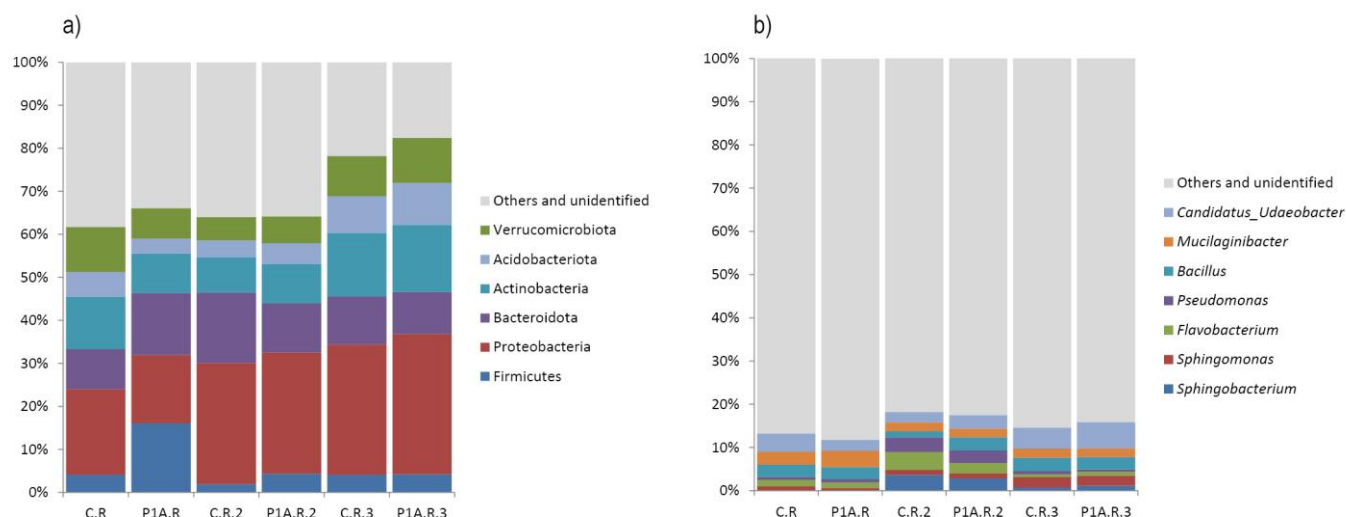 a)
100%
90%
80%
70%
60%
50%
40%
30%
20%
10%
0%
C.R P1A.R C.R.2 P1A.R.2 C.R.3 P1A.R.3
Others and unidentified
Verrucomicrobiota
Acidobacteriota
Actinobacteria
Bacteroidota
Proteobacteria
Firmicutes
b)
100%
90%
80%
70%
60%
50%
40%
30%
20%
10%
0%
C.R P1A.R C.R.2 P1A.R.2 C.R.3 P1A.R.3
Others and unidentified
Candidatus_Udaeobacter
Mucilaginibacter
Bacillus
Pseudomonas
Flavobacterium
Sphingomonas
Sphingobacterium